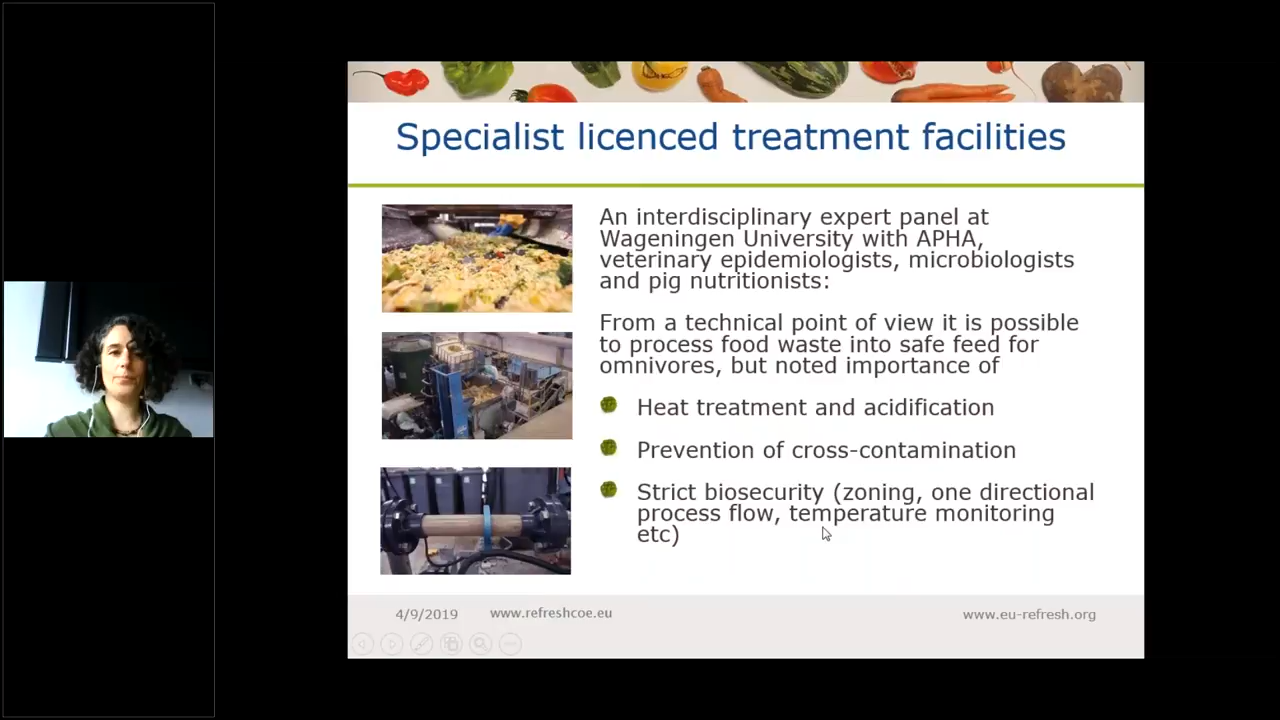 Specialist licenced treatment facilities
An interdisciplinary expert panel at
Wageningen University with APHA,
veterinary epidemiologists, microbiologists
and pig nutritionists:
From a technical point of view it is possible
to process food waste into safe feed for
omnivores, but noted importance of
Heat treatment and acidification
Prevention of cross-contamination
Strict biosecurity (zoning, one directional
process flow, temperature monitoring
etc)
4/9/2019 www.refreshcoe.eu www.eu-refresh.org